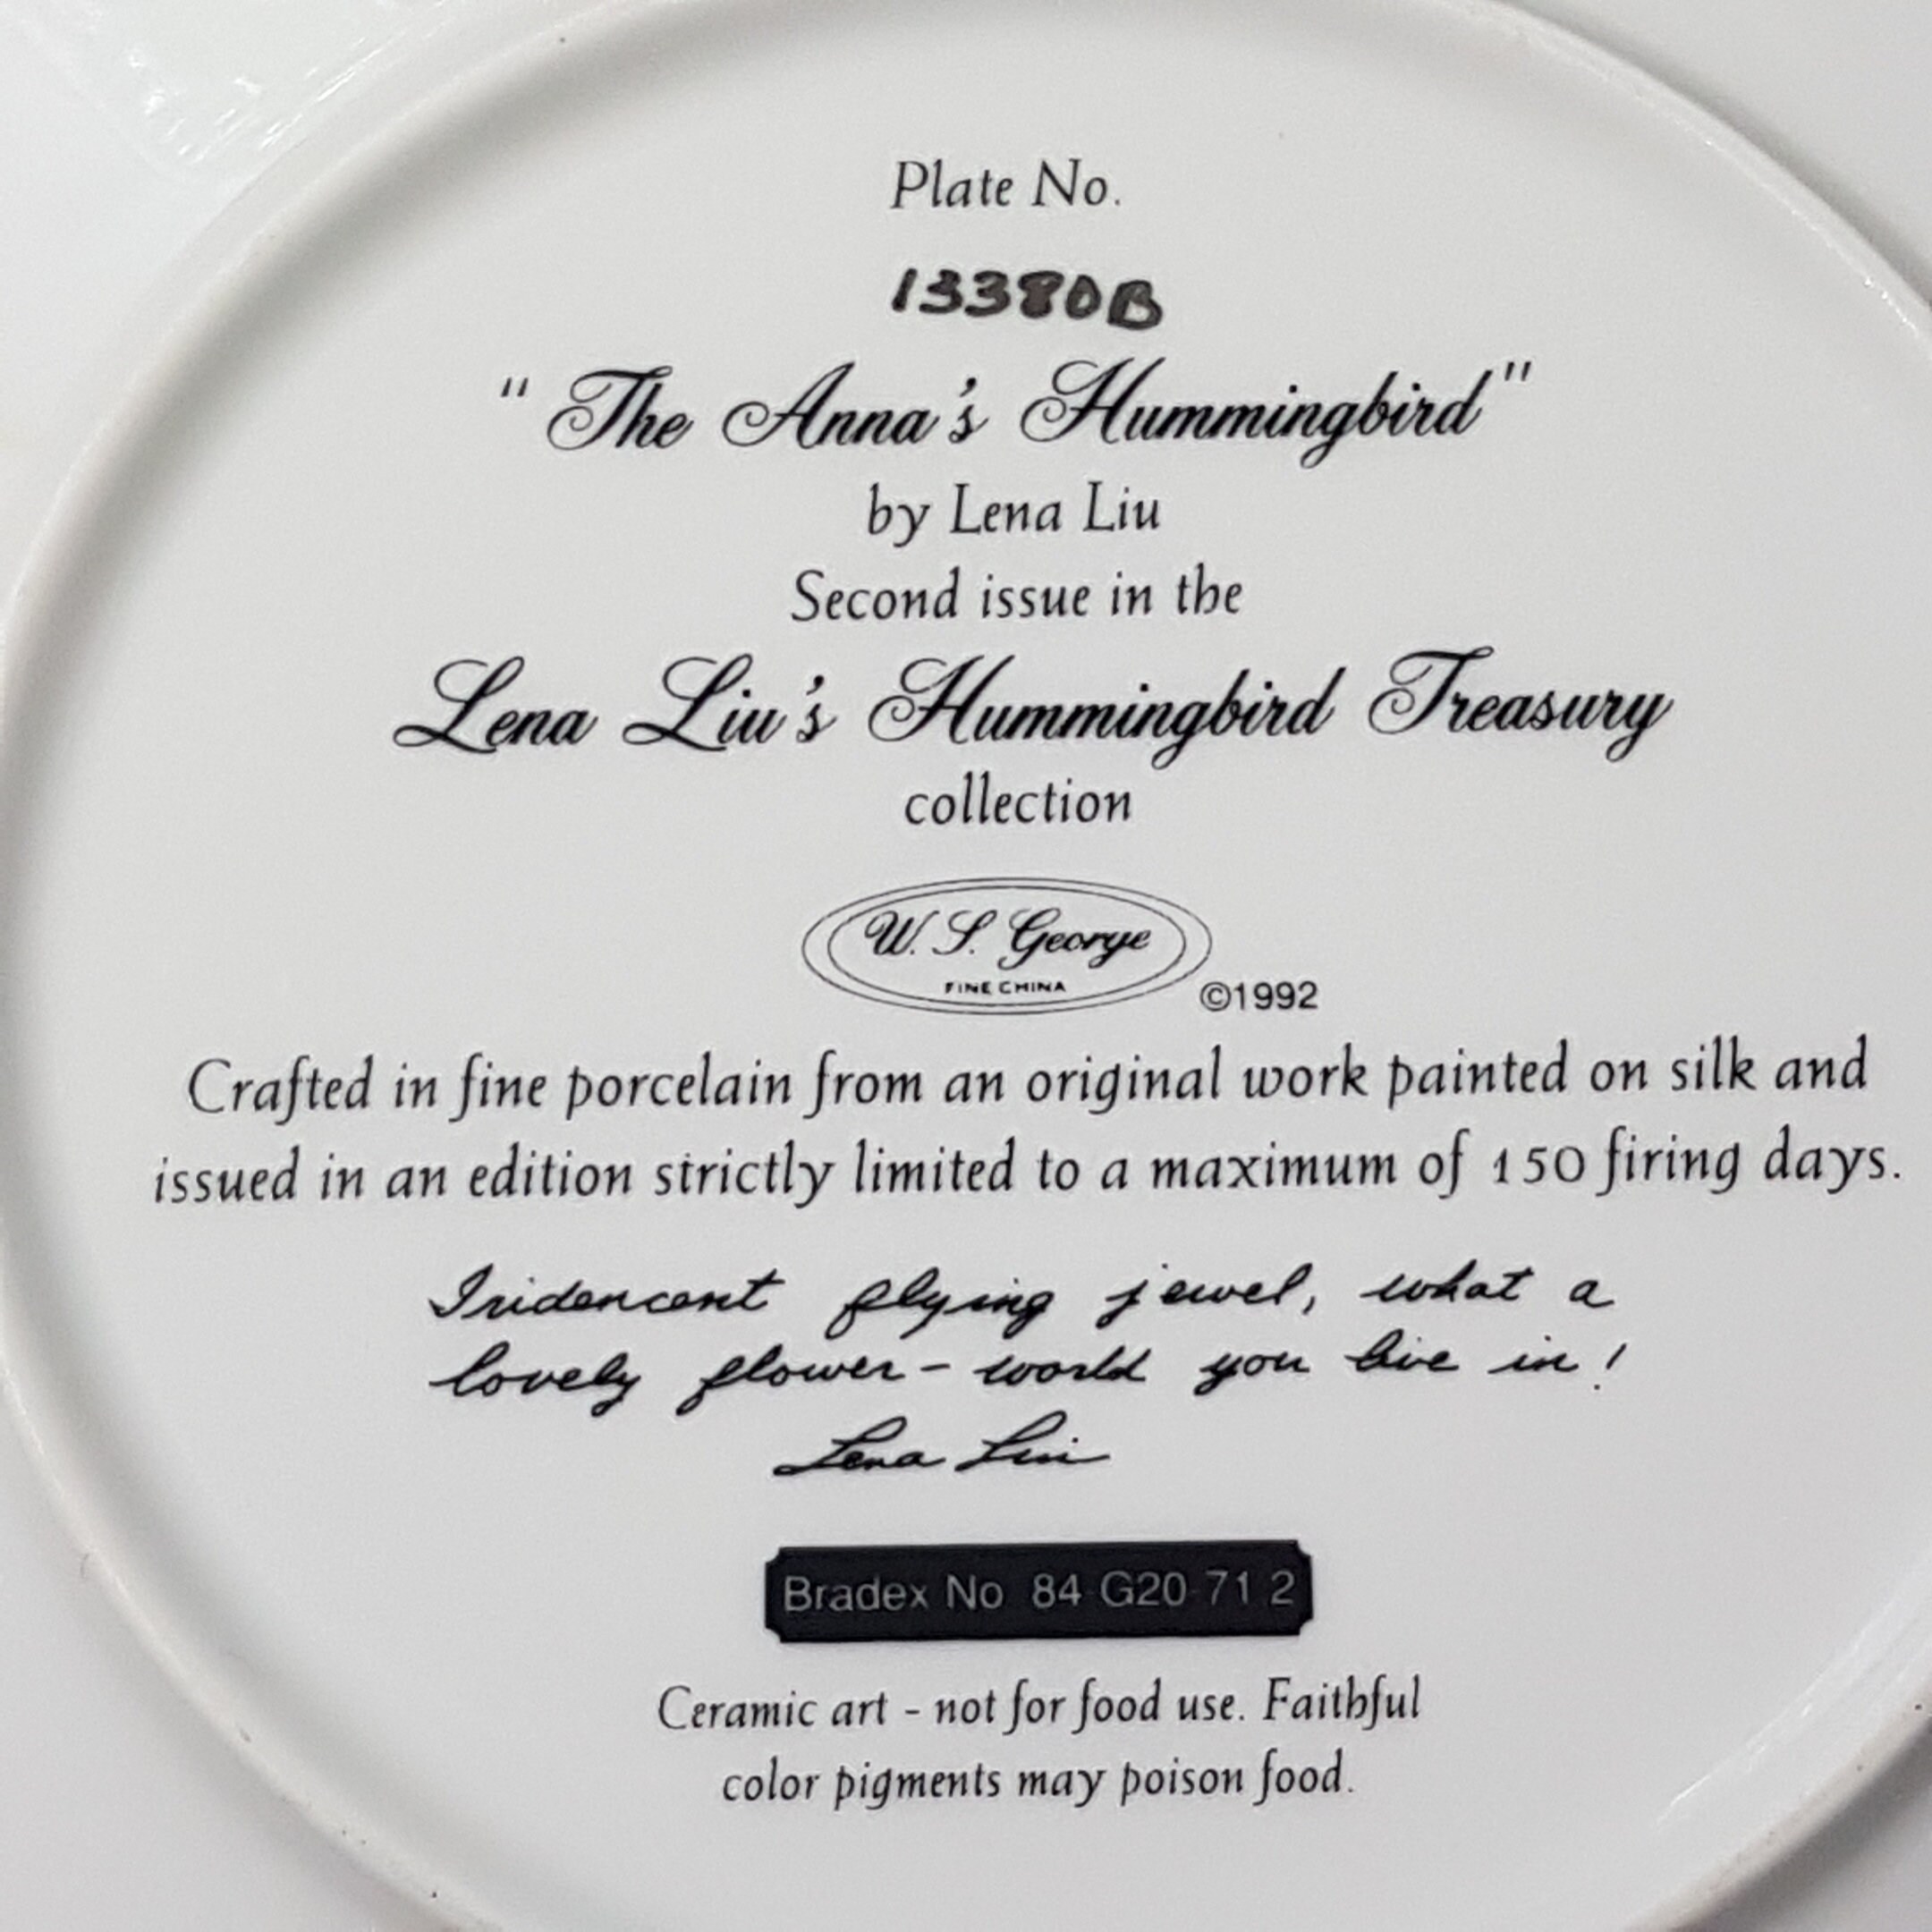 Plate No.
13380B
"The Anna's Hummingbird"
by Lena Liu
Second issue in the
Lena Liu's Hummingbird Treasury
collection
W. S. George
FINE CHINA
©1992
Crafted in fine porcelain from an original work painted on silk and
issued in an edition strictly limited to a maximum of 150 firing days.
Iridescent flying jewel, what a
lovely flower-world you live in!
Lena Liu
Bradex No 84 G20 71 2
Ceramic art - not for food use. Faithful
color pigments may poison food.